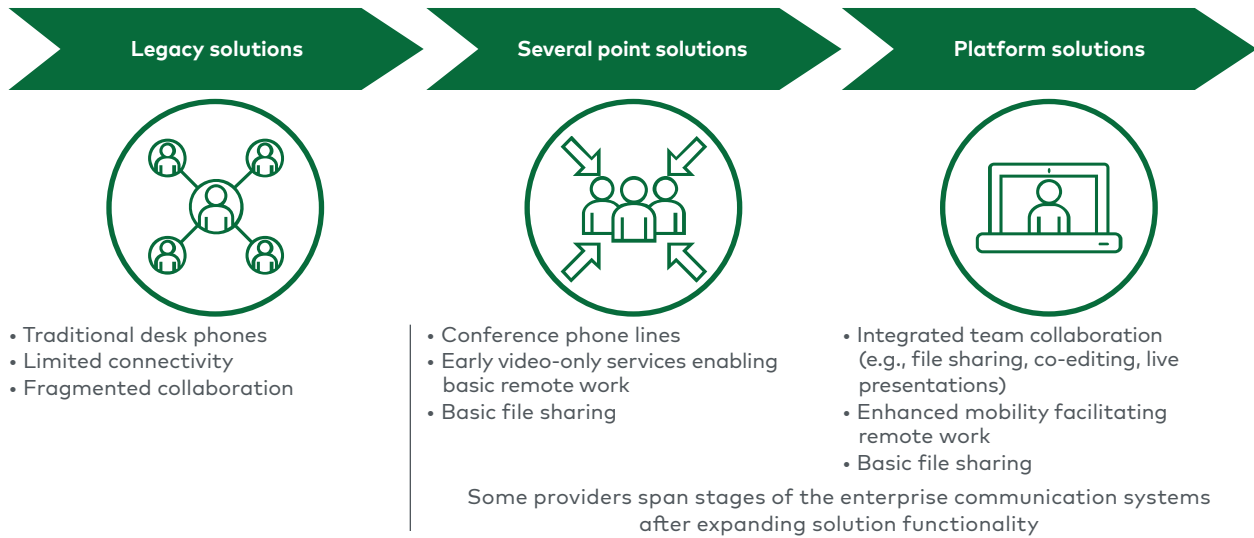 Legacy solutions
Several point solutions
Platform solutions
• Traditional desk phones
• Limited connectivity
• Fragmented collaboration
• Conference phone lines
• Early video-only services enabling
basic remote work
• Basic file sharing
• Integrated team collaboration
(e.g., file sharing, co-editing, live
presentations)
• Enhanced mobility facilitating
remote work
• Basic file sharing
Some providers span stages of the enterprise communication systems
after expanding solution functionality